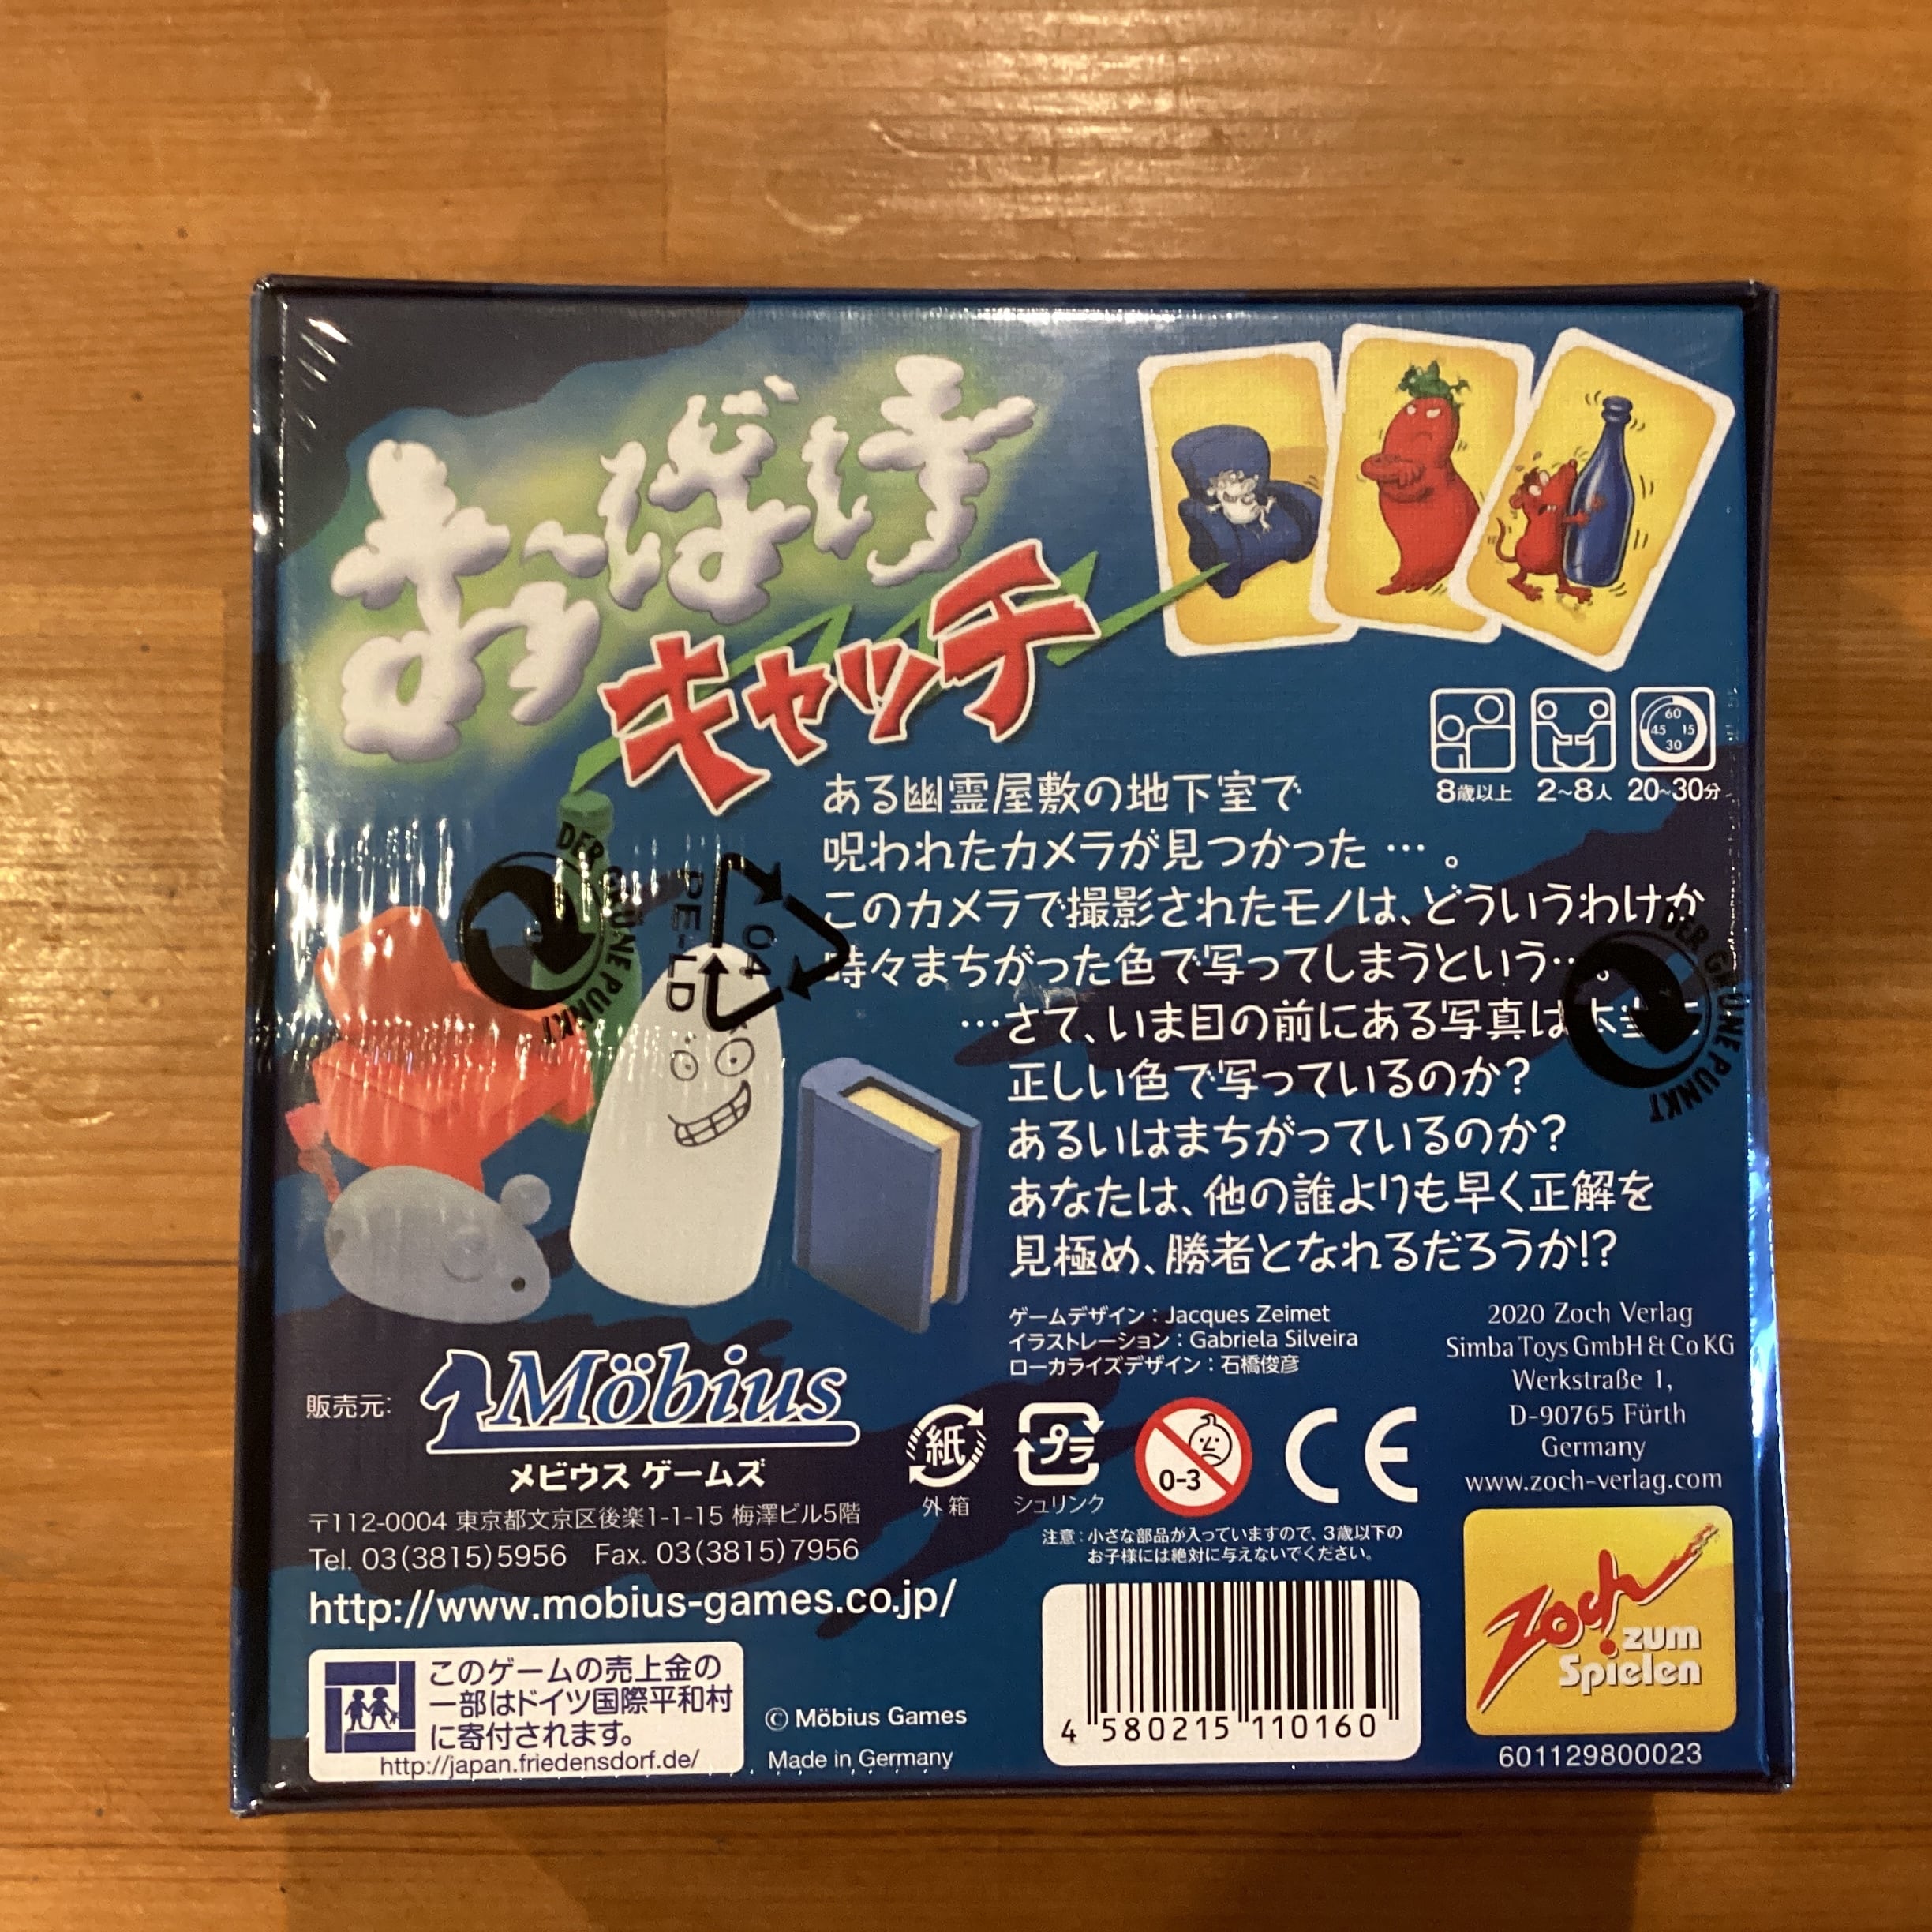 おばけ
キャッチ
60
45 15
30
8歳以上 2~8人 20~30分
ある幽霊屋敷の地下室で
呪われたカメラが見つかった … 。
このカメラで撮影されたモノは、どういうわけか
時々まちがった色で写ってしまうという…。
…さて、いま目の前にある写真は本当に
正しい色で写っているのか?
あるいはまちがっているのか?
あなたは、他の誰よりも早く正解を
見極め、勝者となれるだろうか!?
DER GRÜNE PUNKT
04
PE-LD
DER GRÜNE PUNKT
ゲームデザイン : Jacques Zeimet
イラストレーション : Gabriela Silveira
ローカライズデザイン : 石橋俊彦
2020 Zoch Verlag
Simba Toys GmbH & Co KG
Werkstraße 1,
D-90765 Fürth
Germany
www.zoch-verlag.com
販売元:
Möbius
メビウス ゲームズ
〒112-0004 東京都文京区後楽1-1-15 梅澤ビル5階
Tel. 03(3815)5956 Fax. 03(3815)7956
http://www.mobius-games.co.jp/
紙
外箱
プラ
シュリンク
0-3
CE
注意 : 小さな部品が入っていますので、3歳以下の
お子様には絶対に与えないでください。
このゲームの売上金の
一部はドイツ国際平和村
に寄付されます。
http://japan.friedensdorf.de/
© Möbius Games
Made in Germany
4 580215 110160
Zoch
zum
Spielen
601129800023